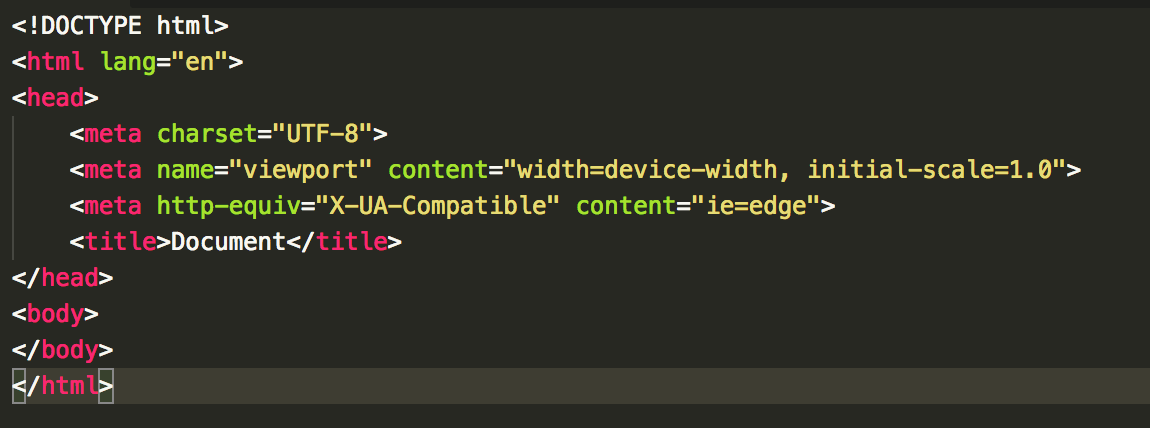 <!DOCTYPE html>
<html lang="en">
<head>
    <meta charset="UTF-8">
    <meta name="viewport" content="width=device-width, initial-scale=1.0">
    <meta http-equiv="X-UA-Compatible" content="ie=edge">
    <title>Document</title>
</head>
<body>
</body>
</html>